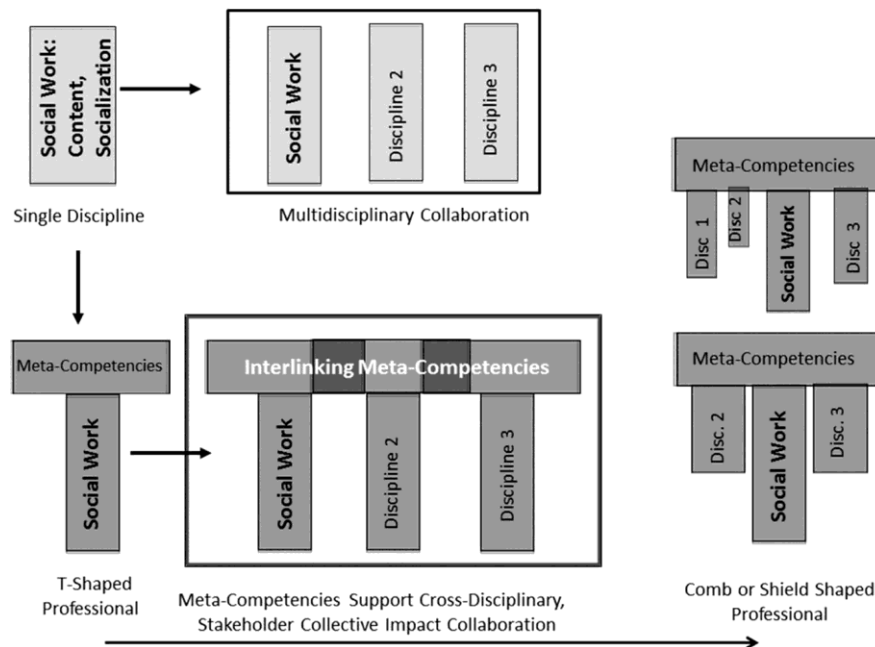 Social Work:
Content,
Socialization
Social Work
Discipline 2
Discipline 3
Single Discipline
Multidisciplinary Collaboration
Meta-Competencies
Disc 1
Disc 2
Social Work
Disc 3
Meta-Competencies
Social Work
Interlinking Meta-Competencies
Social Work
Discipline 2
Discipline 3
Meta-Competencies
Disc. 2
Social Work
Disc. 3
T-Shaped
Professional
Meta-Competencies Support Cross-Disciplinary,
Stakeholder Collective Impact Collaboration
Comb or Shield Shaped
Professional